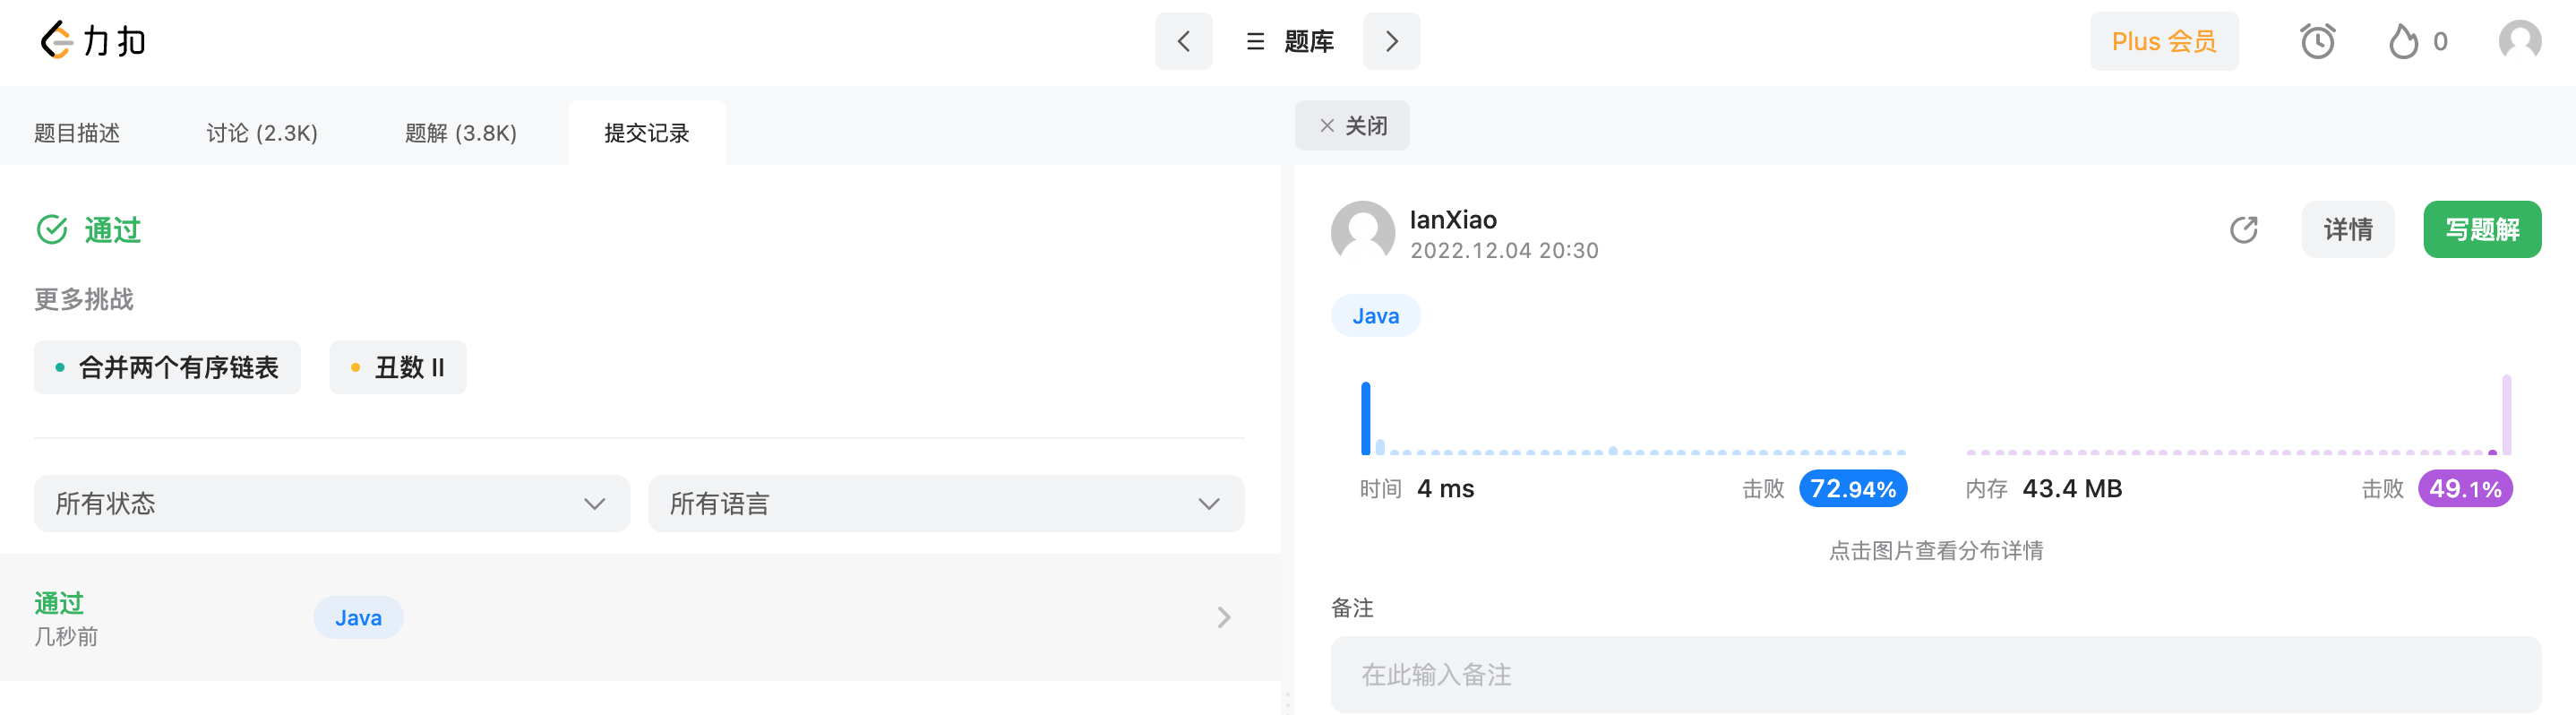 力扣
题库
Plus 会员
0
题目描述
讨论 (2.3K)
题解 (3.8K)
提交记录
关闭
通过
更多挑战
合并两个有序链表
丑数 II
所有状态
所有语言
通过
几秒前
Java
IanXiao
2022.12.04 20:30
详情
写题解
Java
时间 4 ms
击败 72.94%
内存 43.4 MB
击败 49.1%
点击图片查看分布详情
备注
在此输入备注